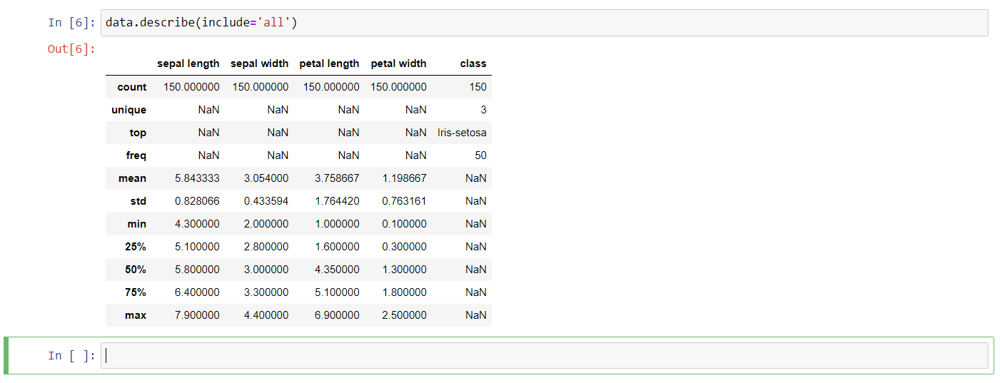 In [6]: data.describe(include='all')
Out[6]:
sepal length sepal width petal length petal width class
count 150.000000 150.000000 150.000000 150.000000 150
unique NaN NaN NaN NaN 3
top NaN NaN NaN NaN Iris-setosa
freq NaN NaN NaN NaN 50
mean 5.843333 3.054000 3.758667 1.198667 NaN
std 0.828066 0.433594 1.764420 0.763161 NaN
min 4.300000 2.000000 1.000000 0.100000 NaN
25% 5.100000 2.800000 1.600000 0.300000 NaN
50% 5.800000 3.000000 4.350000 1.300000 NaN
75% 6.400000 3.300000 5.100000 1.800000 NaN
max 7.900000 4.400000 6.900000 2.500000 NaN
In [ ]: